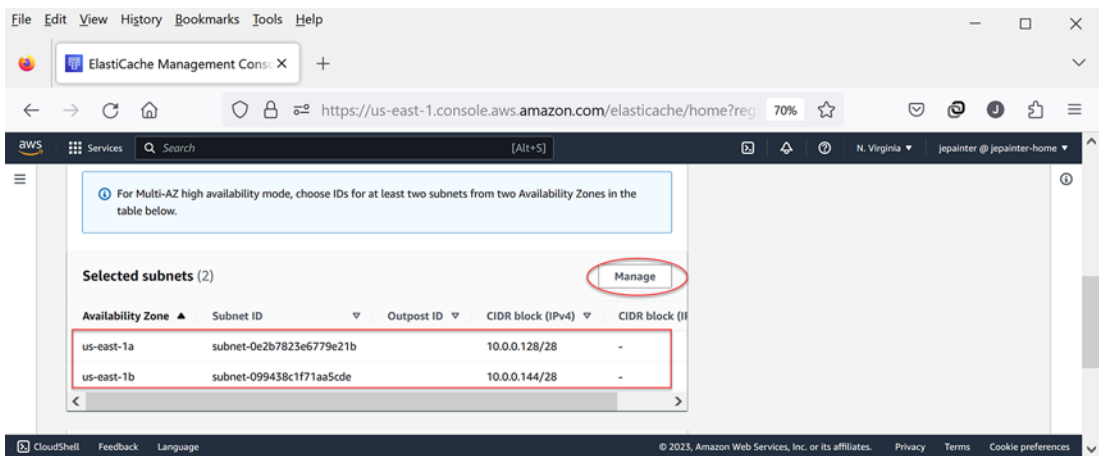 File Edit View History Bookmarks Tools Help
ElastiCache Management Consc
https://us-east-1.console.aws.amazon.com/elasticache/home?reg 70%
aws Services Search [Alt+S] N. Virginia jepainter @ jepainter-home
For Multi-AZ high availability mode, choose IDs for at least two subnets from two Availability Zones in the
table below.
Selected subnets (2) Manage
Availability Zone Subnet ID Outpost ID CIDR block (IPv4) CIDR block (I
us-east-1a subnet-0e2b7823e6779e21b 10.0.0.128/28 -
us-east-1b subnet-099438c1f71aa5cde 10.0.0.144/28 -
CloudShell Feedback Language © 2023, Amazon Web Services, Inc. or its affiliates. Privacy Terms Cookie preferences